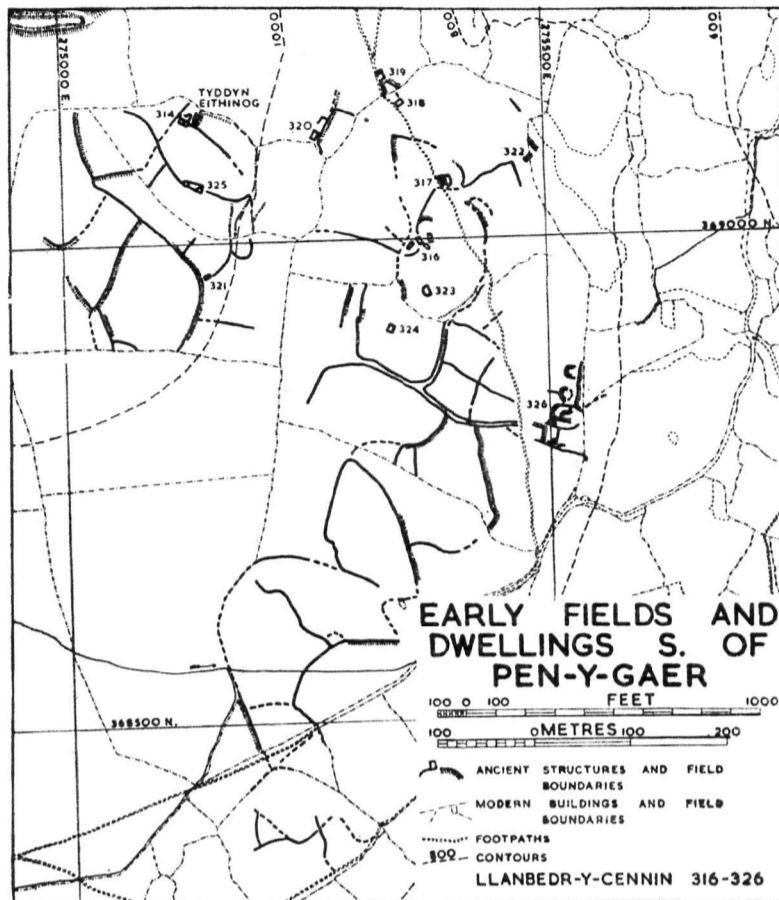 275000 E.
1001
800
275500E.
600
319
318
TYDDYN
EITHINOG
314
320
322
317
325
369000 N.
316
321
323
324
326
EARLY FIELDS AND
DWELLINGS S. OF
PEN-Y-GAER
100 0 100 FEET 1000
100 0 METRES 100 200
ANCIENT STRUCTURES AND FIELD
BOUNDARIES
MODERN BUILDINGS AND FIELD
BOUNDARIES
FOOTPATHS
800 CONTOURS
368500 N.
LLANBEDR-Y-CENNIN 316-326